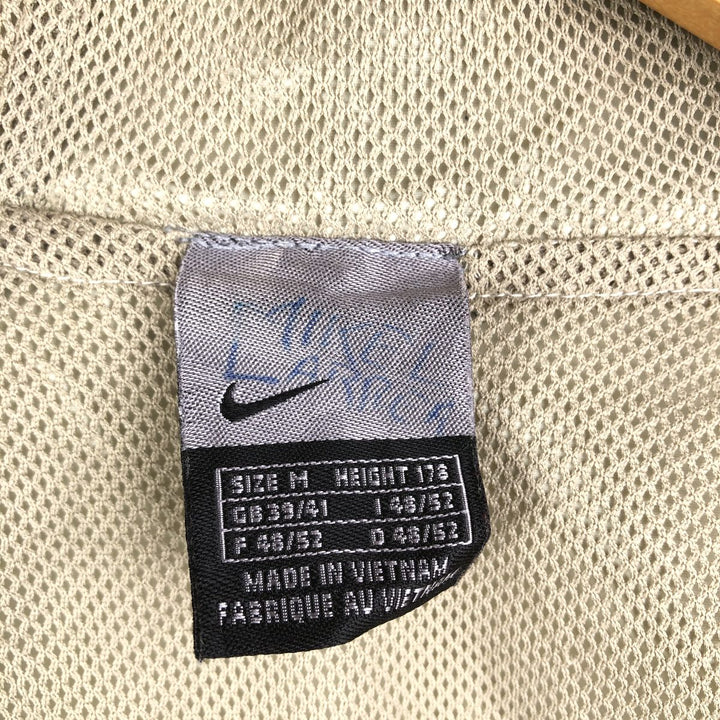 SIZE M HEIGHT 178
GB 39/41 I 48/52
F 48/52 D 48/52
MADE IN VIETNAM
FABRIQUE AU VIETNAM